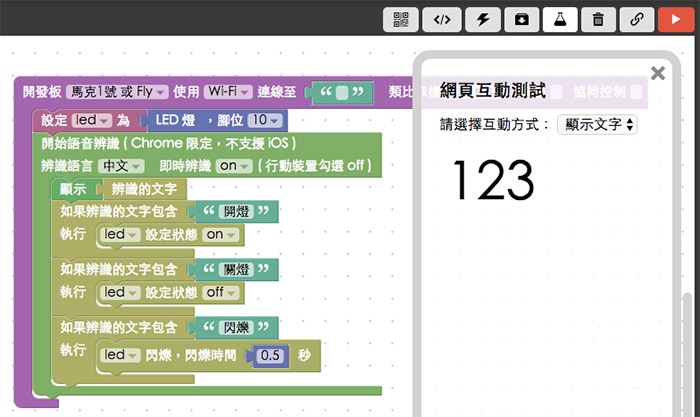 開發板 馬克1號 或 Fly 使用 Wi-Fi 連線至 “ ” 類比取樣 協同控制
設定 led 為 LED 燈 ，腳位 10
開始語音辨識 ( Chrome 限定，不支援 iOS )
辨識語言 中文 即時辨識 on ( 行動裝置勾選 off )
顯示 辨識的文字
如果辨識的文字包含 “ 開燈 ”
執行 led 設定狀態 on
如果辨識的文字包含 “ 關燈 ”
執行 led 設定狀態 off
如果辨識的文字包含 “ 閃爍 ”
執行 led 閃爍，閃爍時間 0.5 秒
網頁互動測試
請選擇互動方式： 顯示文字
123